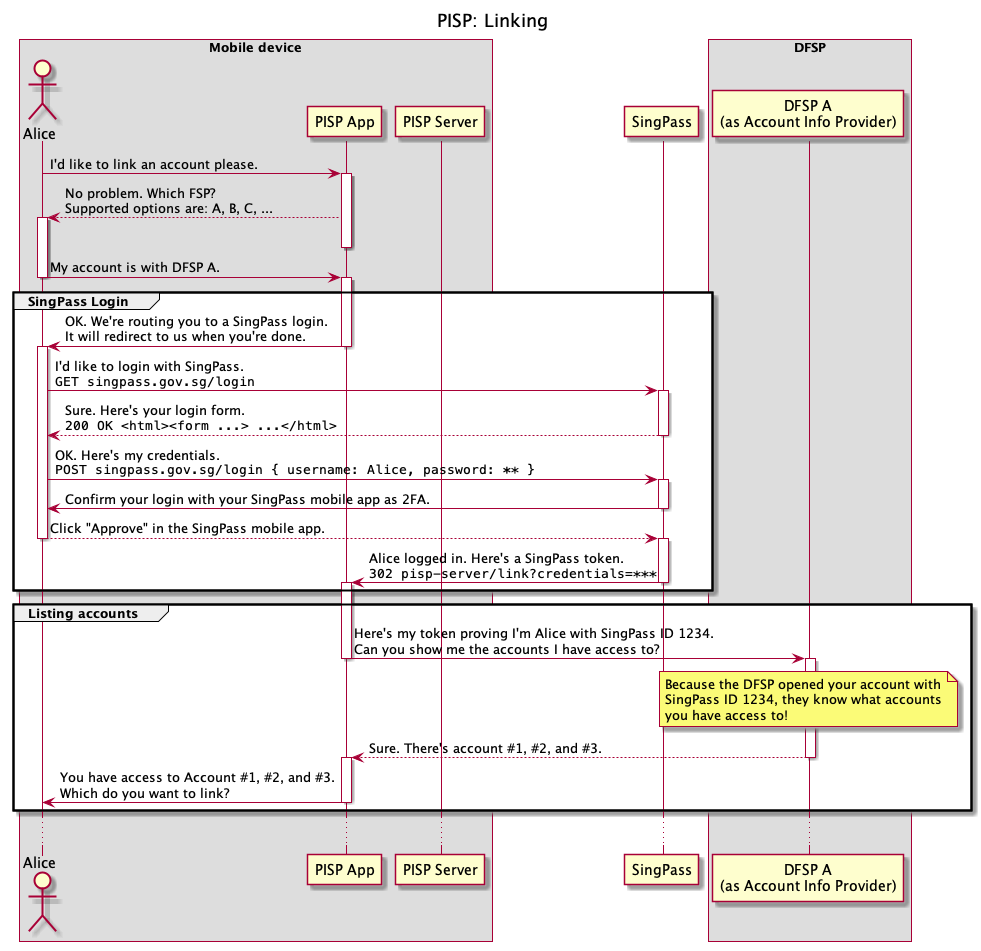 PISP: Linking
Mobile device
DFSP
Alice
PISP App
PISP Server
SingPass
DFSP A
(as Account Info Provider)
I'd like to link an account please.
No problem. Which FSP?
Supported options are: A, B, C, ...
My account is with DFSP A.
SingPass Login
OK. We're routing you to a SingPass login.
It will redirect to us when you're done.
I'd like to login with SingPass.
GET singpass.gov.sg/login
Sure. Here's your login form.
200 OK <html><form ...> ...</html>
OK. Here's my credentials.
POST singpass.gov.sg/login { username: Alice, password: ** }
Confirm your login with your SingPass mobile app as 2FA.
Click "Approve" in the SingPass mobile app.
Alice logged in. Here's a SingPass token.
302 pisp-server/link?credentials=***
Listing accounts
Here's my token proving I'm Alice with SingPass ID 1234.
Can you show me the accounts I have access to?
Because the DFSP opened your account with
SingPass ID 1234, they know what accounts
you have access to!
Sure. There's account #1, #2, and #3.
You have access to Account #1, #2, and #3.
Which do you want to link?
Alice
PISP App
PISP Server
SingPass
DFSP A
(as Account Info Provider)